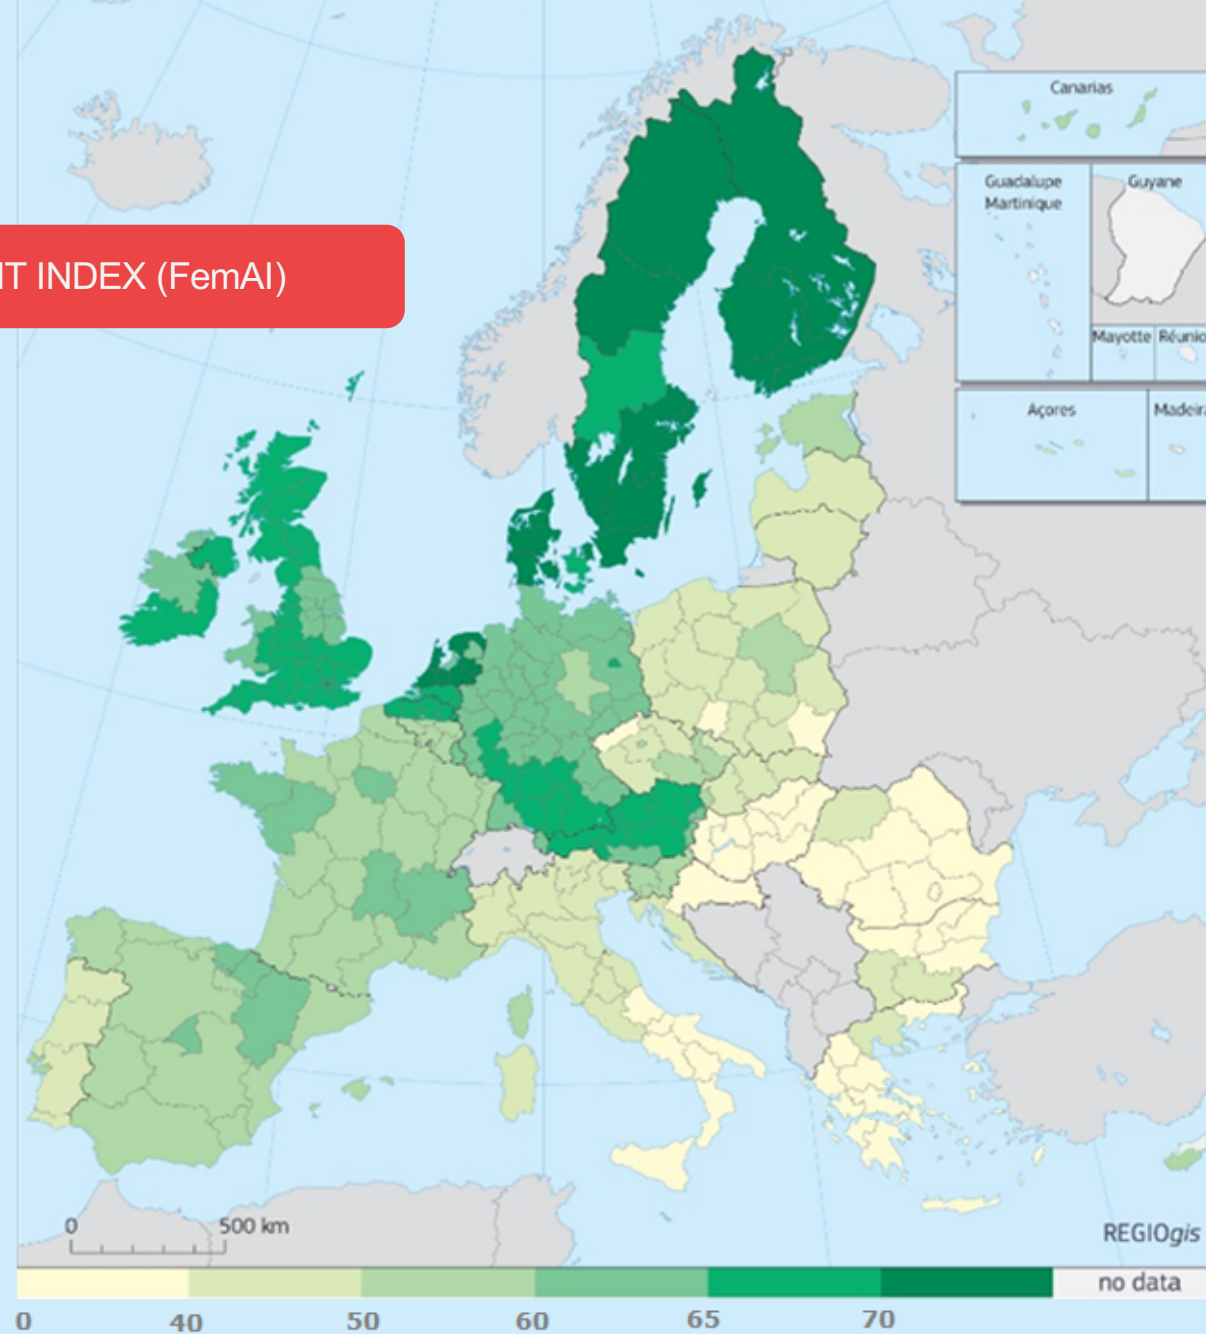 Canarias
Guadalupe
Martinique
Guyane
IT INDEX (FemAI)
Mayotte
Réunio
Açores
Madeira
0 500 km
REGIOgis
no data
0 40 50 60 65 70